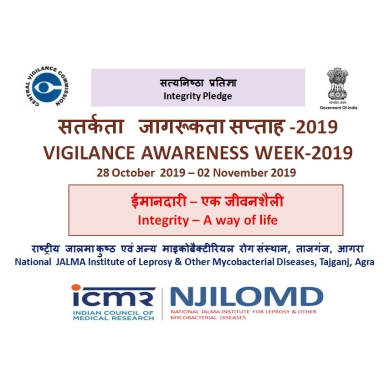 CENTRAL VIGILANCE COMMISSION
सत्यनिष्ठा प्रतिज्ञा
Integrity Pledge
Government Of India
सतर्कता जागरूकता सप्ताह -2019
VIGILANCE AWARENESS WEEK-2019
28 October 2019 – 02 November 2019
ईमानदारी – एक जीवनशैली
Integrity – A way of life
राष्ट्रीय जालमा कुष्ठ एवं अन्य माइकोबैक्टीरियल रोग संस्थान, ताजगंज, आगरा
National JALMA Institute of Leprosy & Other Mycobacterial Diseases, Tajganj, Agra
icmr
INDIAN COUNCIL OF
MEDICAL RESEARCH
NJILOMD
NATIONAL JALMA INSTITUTE FOR LEPROSY & OTHER
MYCOBACTERIAL DISEASES